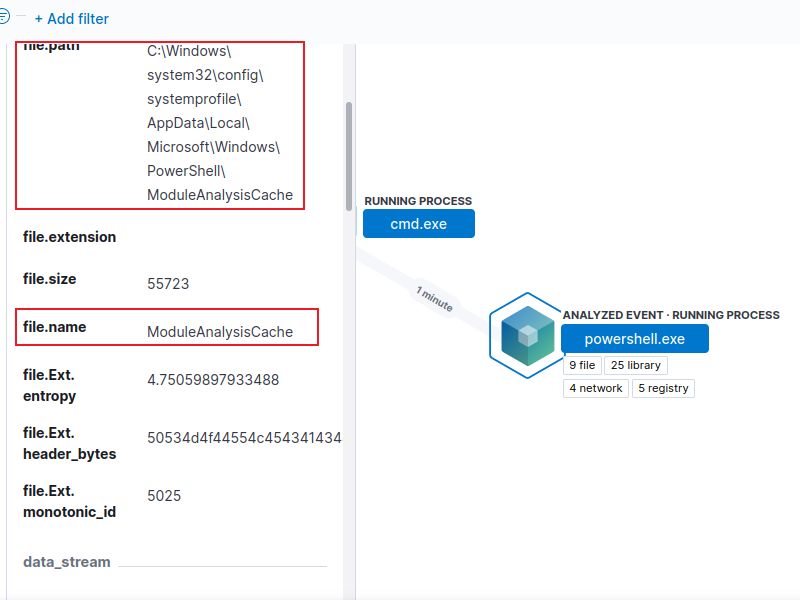 + Add filter
file.path
C:\Windows\
system32\config\
systemprofile\
AppData\Local\
Microsoft\Windows\
PowerShell\
ModuleAnalysisCache
file.extension
file.size
55723
file.name
ModuleAnalysisCache
file.Ext.
entropy
4.75059897933488
file.Ext.
header_bytes
50534d4f44554c454341434
file.Ext.
monotonic_id
5025
data_stream
RUNNING PROCESS
cmd.exe
1 minute
ANALYZED EVENT · RUNNING PROCESS
powershell.exe
9 file
25 library
4 network
5 registry